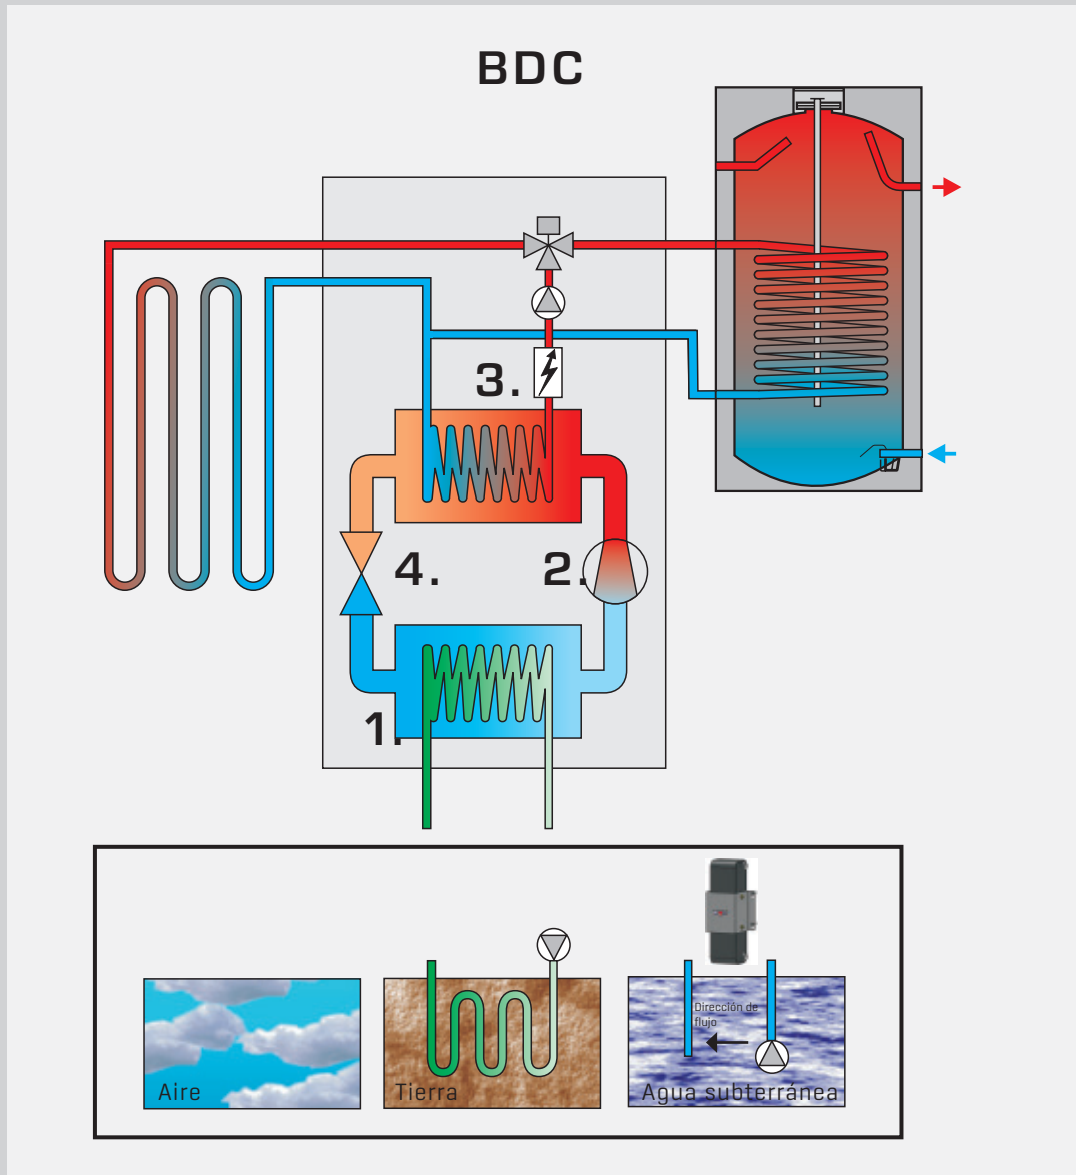 BDC
3.
4.
2.
1.
Dirección de
flujo
Aire
Tierra
Agua subterránea